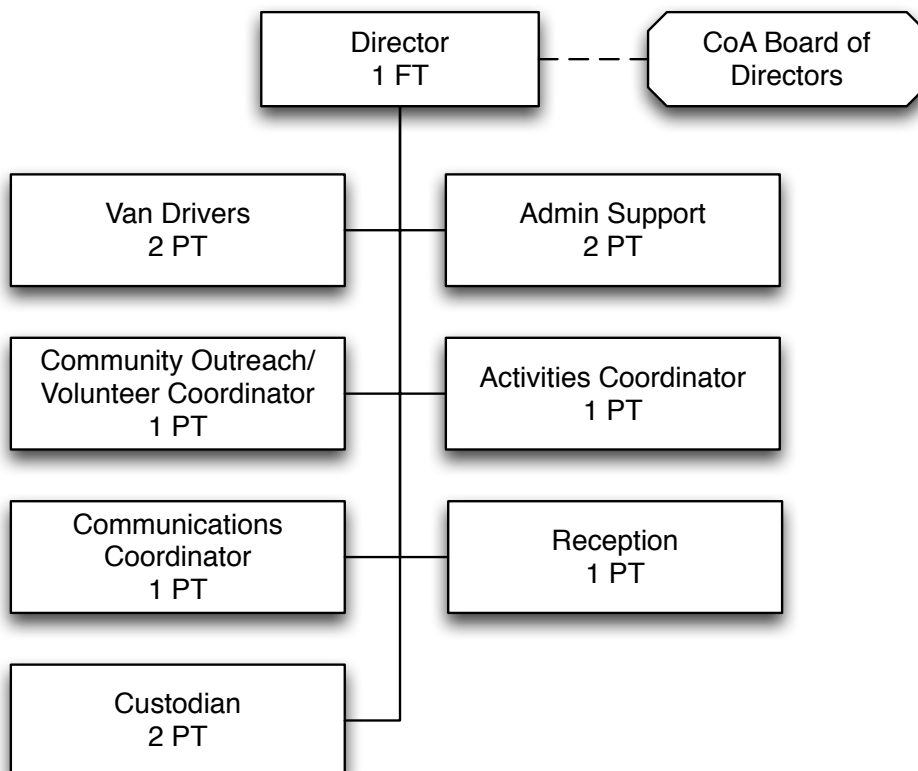 Director
1 FT
CoA Board of
Directors
Van Drivers
2 PT
Admin Support
2 PT
Community Outreach/
Volunteer Coordinator
1 PT
Activities Coordinator
1 PT
Communications
Coordinator
1 PT
Reception
1 PT
Custodian
2 PT